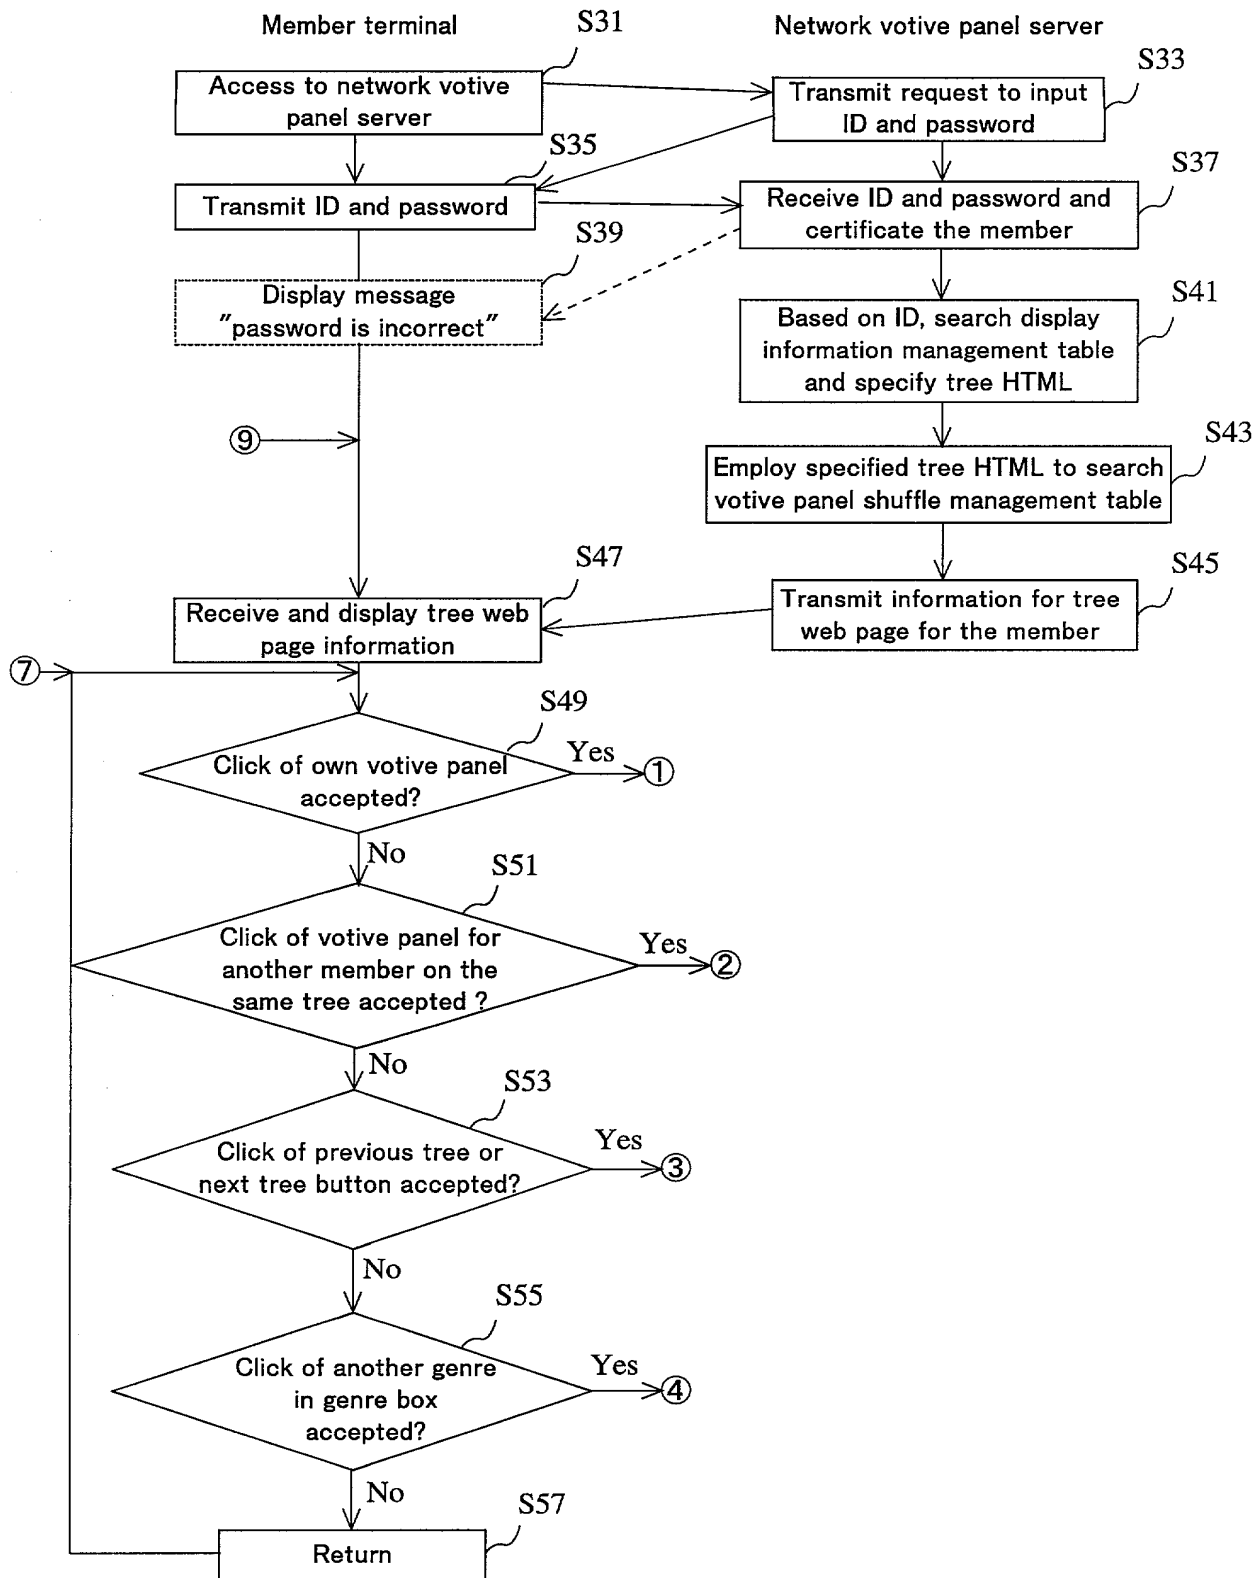 Member terminal
Network votive panel server
S31
Access to network votive
panel server
S33
Transmit request to input
ID and password
S35
Transmit ID and password
S37
Receive ID and password and
certificate the member
S39
Display message
"password is incorrect"
S41
Based on ID, search display
information management table
and specify tree HTML
⑨
S43
Employ specified tree HTML to search
votive panel shuffle management table
S45
Transmit information for tree
web page for the member
S47
Receive and display tree web
page information
⑦
S49
Click of own votive panel
accepted?
Yes
①
No
S51
Click of votive panel for
another member on the
same tree accepted ?
Yes
②
No
S53
Click of previous tree or
next tree button accepted?
Yes
③
No
S55
Click of another genre
in genre box
accepted?
Yes
④
No
S57
Return